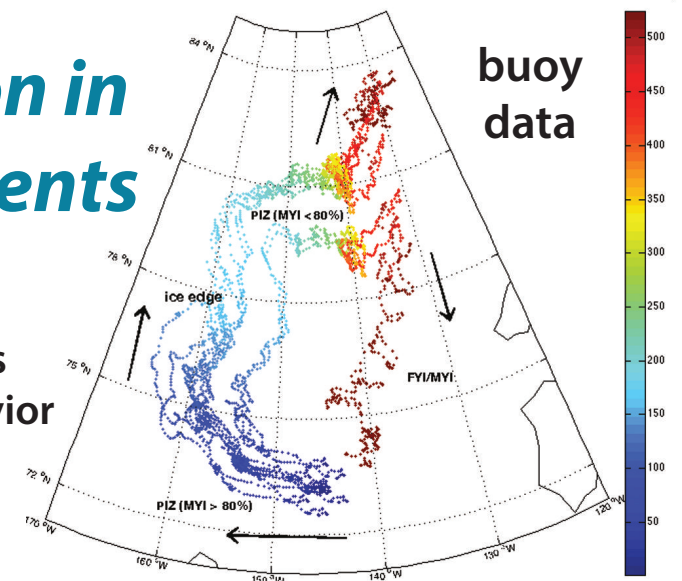 on in
ents
s
vior
buoy
data
84 °N
81 °N
78 °N
75 °N
72 °N
170 °W
160 °W
150 °W
140 °W
130 °W
120 °W
PIZ (MYI < 80%)
ice edge
FYI/MYI
PIZ (MYI > 80%)
500
450
400
350
300
250
200
150
100
50